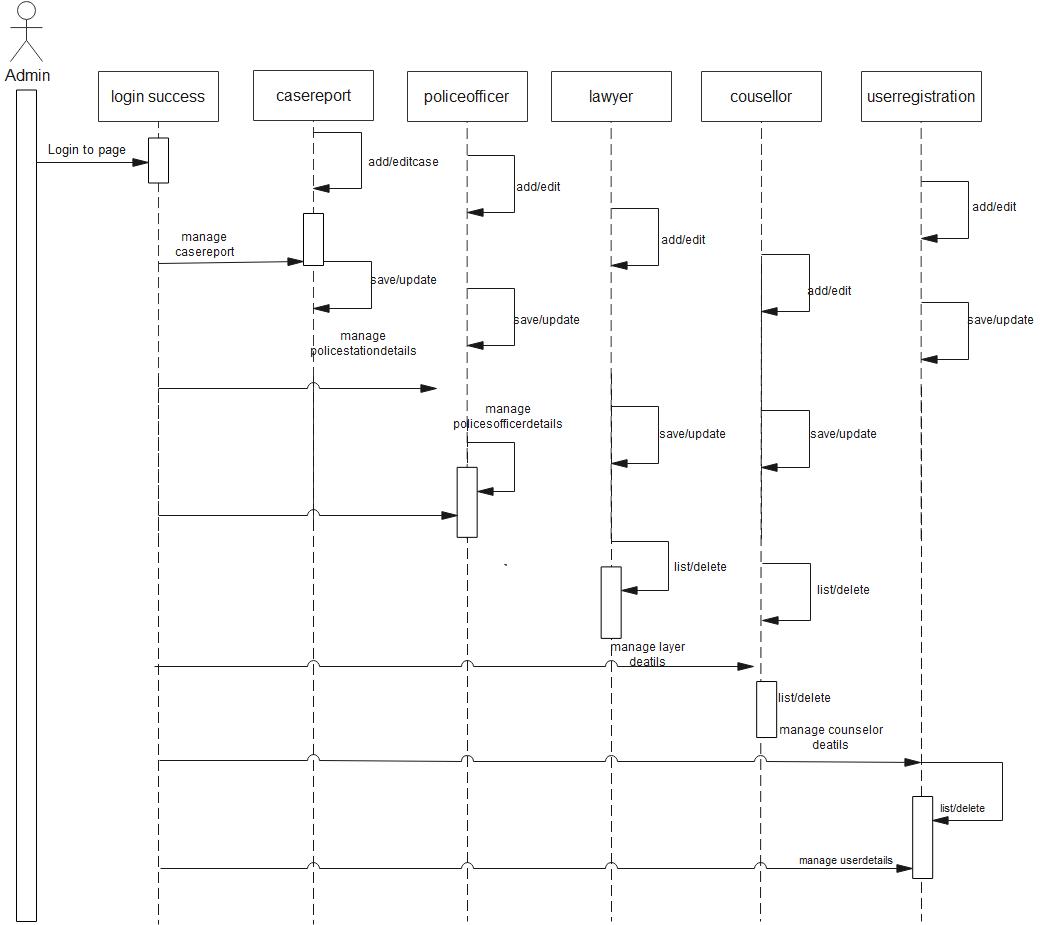 Admin
login success
casereport
policeofficer
lawyer
cousellor
userregistration
Login to page
add/editcase
add/edit
add/edit
add/edit
manage
casereport
save/update
add/edit
save/update
save/update
manage
policestationdetails
manage
policesofficerdetails
save/update
save/update
list/delete
list/delete
manage layer
deatils
list/delete
manage counselor
deatils
list/delete
manage userdetails